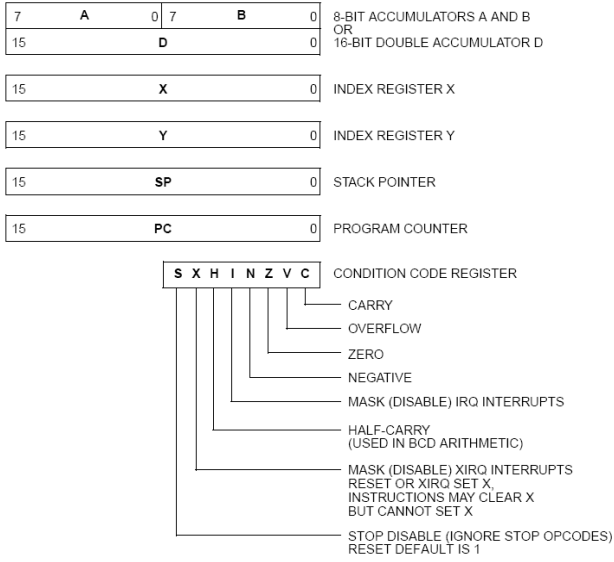 7 A 0 7 B 0 8-BIT ACCUMULATORS A AND B
OR
15 D 0 16-BIT DOUBLE ACCUMULATOR D
15 X 0 INDEX REGISTER X
15 Y 0 INDEX REGISTER Y
15 SP 0 STACK POINTER
15 PC 0 PROGRAM COUNTER
S X H I N Z V C CONDITION CODE REGISTER
CARRY
OVERFLOW
ZERO
NEGATIVE
MASK (DISABLE) IRQ INTERRUPTS
HALF-CARRY
(USED IN BCD ARITHMETIC)
MASK (DISABLE) XIRQ INTERRUPTS
RESET OR XIRQ SET X,
INSTRUCTIONS MAY CLEAR X
BUT CANNOT SET X
STOP DISABLE (IGNORE STOP OPCODES)
RESET DEFAULT IS 1